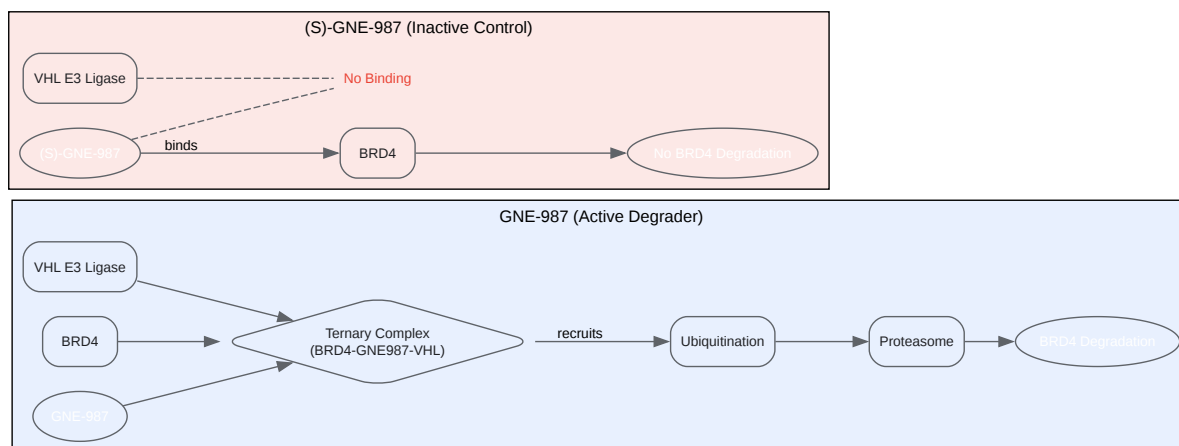 (S)-GNE-987 (Inactive Control)
VHL E3 Ligase
No Binding
(S)-GNE-987
binds
BRD4
No BRD4 Degradation
GNE-987 (Active Degrader)
VHL E3 Ligase
BRD4
Ternary Complex
(BRD4-GNE987-VHL)
recruits
Ubiquitination
Proteasome
BRD4 Degradation
GNE-987